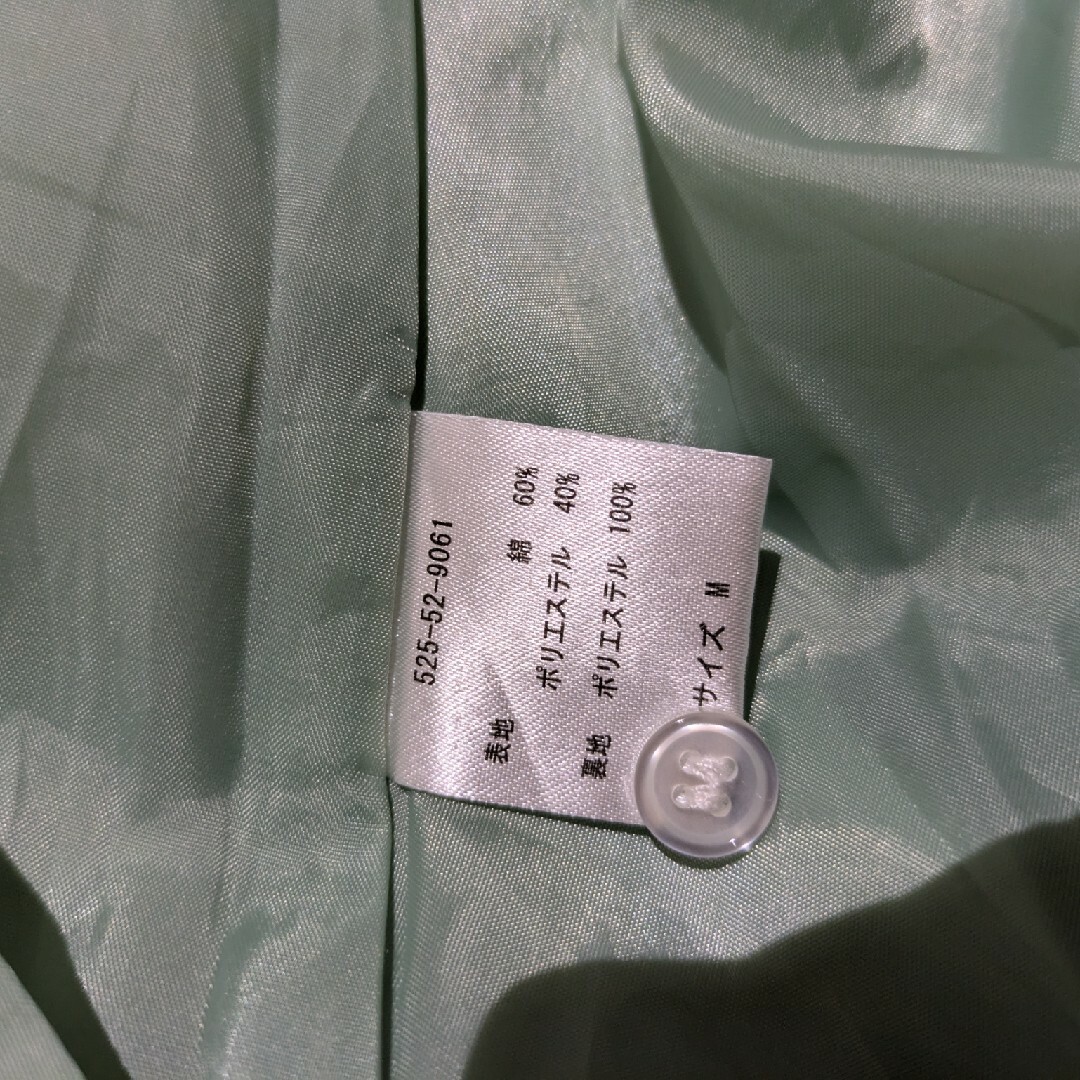 525-52-9061
表地
綿 60%
ポリエステル 40%
裏地 ポリエステル 100%
サイズ M